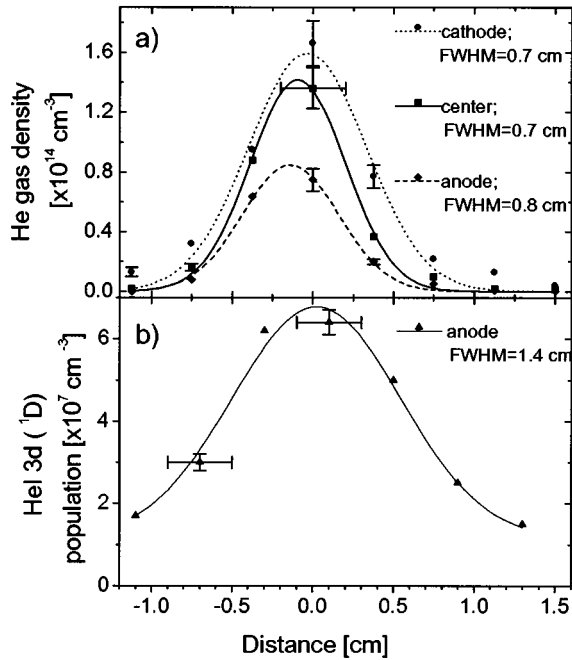 a)
cathode;
FWHM=0.7 cm
center;
FWHM=0.7 cm
anode;
FWHM=0.8 cm
He gas density
[x10¹⁴ cm⁻³]
1.6
1.2
0.8
0.4
0.0
b)
anode
FWHM=1.4 cm
HeI 3d (¹D)
population [x10⁷ cm⁻³]
6
4
2
0
-1.0 -0.5 0.0 0.5 1.0 1.5
Distance [cm]